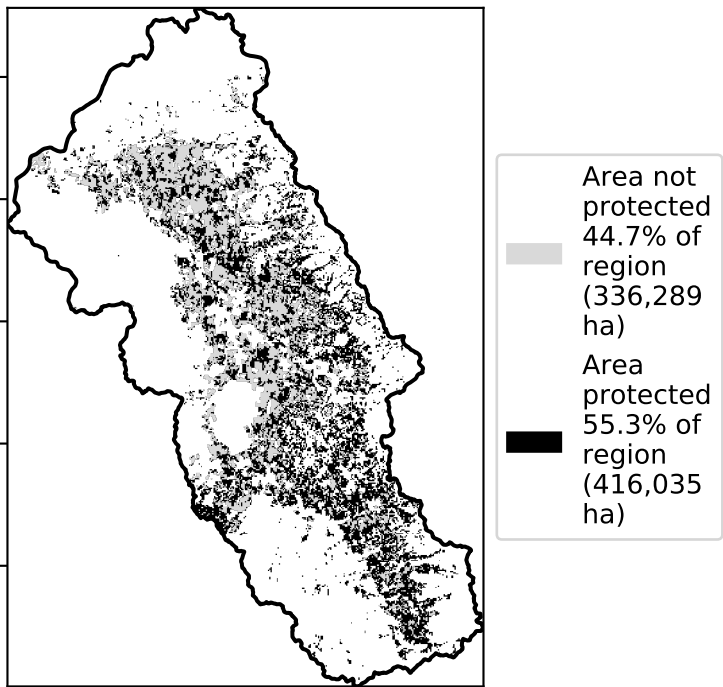 Area not
protected
44.7% of
region
(336,289
ha)
Area
protected
55.3% of
region
(416,035
ha)